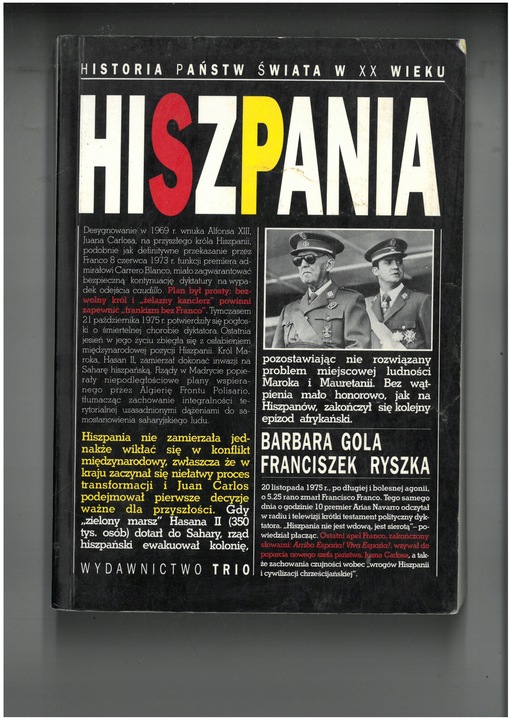 HISTORIA PAŃSTW ŚWIATA W XX WIEKU
HISZPANIA
Desygnowanie w 1969 r. wnuka Alfonsa XIII,
Juana Carlosa, na przyszłego króla Hiszpanii,
podobnie jak definitywne przekazanie przez
Franco 8 czerwca 1973 r. funkcji premiera ad-
mirałowi Carrero Blanco, miało zagwarantować
bezpieczną kontynuację dyktatury na wypa-
dek odejścia caudillo. Plan był prosty: bez-
wolny król i „żelazny kanclerz” powinni
zapewnić „frankizm bez Franco”. Tymczasem
21 października 1975 r. potwierdziły się pogłos-
ki o śmiertelnej chorobie dyktatora. Ostatnia
jesień w jego życiu zbiegła się z osłabieniem
międzynarodowej pozycji Hiszpanii. Król Ma-
roka, Hasan II, zamierzał dokonać inwazji na
Saharę hiszpańską. Rządy w Madrycie popie-
rały niepodległościowe plany wspiera-
nego przez Algierię Frontu Polisario,
tłumacząc zachowanie integralności te-
rytorialnej uzasadnionymi dążeniami do sa-
mostanowienia saharyjskiego ludu.
Hiszpania nie zamierzała jed-
nakże wikłać się w konflikt
międzynarodowy, zwłaszcza że w
kraju zaczynał się niełatwy proces
transformacji i Juan Carlos
podejmował pierwsze decyzje
ważne dla przyszłości. Gdy
„zielony marsz” Hasana II (350
tys. osób) dotarł do Sahary, rząd
hiszpański ewakuował kolonię,
WYDAWNICTWO TRIO
pozostawiając nie rozwiązany
problem miejscowej ludności
Maroka i Mauretanii. Bez wąt-
pienia mało honorowo, jak na
Hiszpanów, zakończył się kolejny
epizod afrykański.
BARBARA GOLA
FRANCISZEK RYSZKA
20 listopada 1975 r., po długiej i bolesnej agonii,
o 5.25 rano zmarł Francisco Franco. Tego samego
dnia o godzinie 10 premier Arias Navarro odczytał
w radiu i telewizji krótki testament polityczny dyk-
tatora. „Hiszpania nie jest wdową, jest sierotą” – po-
wiedział płacząc. Ostatni apel Franco, zakończony
słowami: Arriba España! Viva España!, wzywał do
poparcia nowego szefa państwa, Juana Carlosa, a tak-
że zachowania czujności wobec „wrogów Hiszpanii
i cywilizacji chrześcijańskiej”.